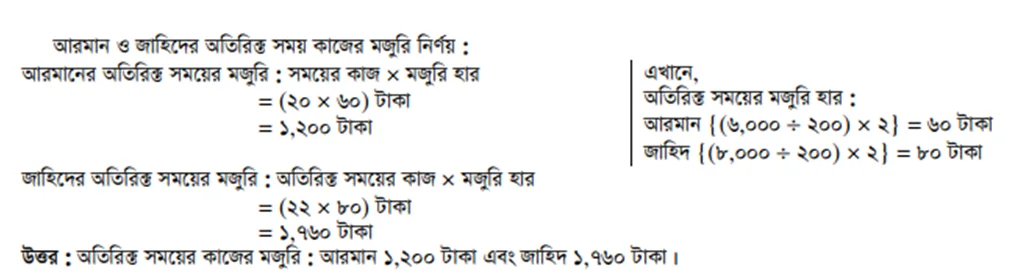 আরমান ও জাহিদের অতিরিক্ত সময় কাজের মজুরি নির্ণয় :
আরমানের অতিরিক্ত সময়ের মজুরি : সময়ের কাজ × মজুরি হার
= (২০ × ৬০) টাকা
= ১,২০০ টাকা
এখানে,
অতিরিক্ত সময়ের মজুরি হার :
আরমান {(৬,০০০ ÷ ২০০) × ২} = ৬০ টাকা
জাহিদ {(৮,০০০ ÷ ২০০) × ২} = ৮০ টাকা
জাহিদের অতিরিক্ত সময়ের মজুরি : অতিরিক্ত সময়ের কাজ × মজুরি হার
= (২২ × ৮০) টাকা
= ১,৭৬০ টাকা
উত্তর : অতিরিক্ত সময়ের কাজের মজুরি : আরমান ১,২০০ টাকা এবং জাহিদ ১,৭৬০ টাকা।